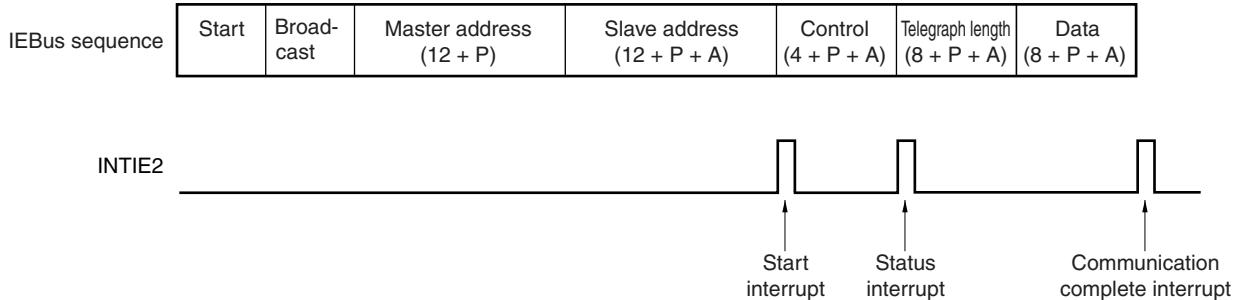 IEBus sequence
Start
Broad-
cast
Master address
(12 + P)
Slave address
(12 + P + A)
Control
(4 + P + A)
Telegraph length
(8 + P + A)
Data
(8 + P + A)
INTIE2
Start
interrupt
Status
interrupt
Communication
complete interrupt